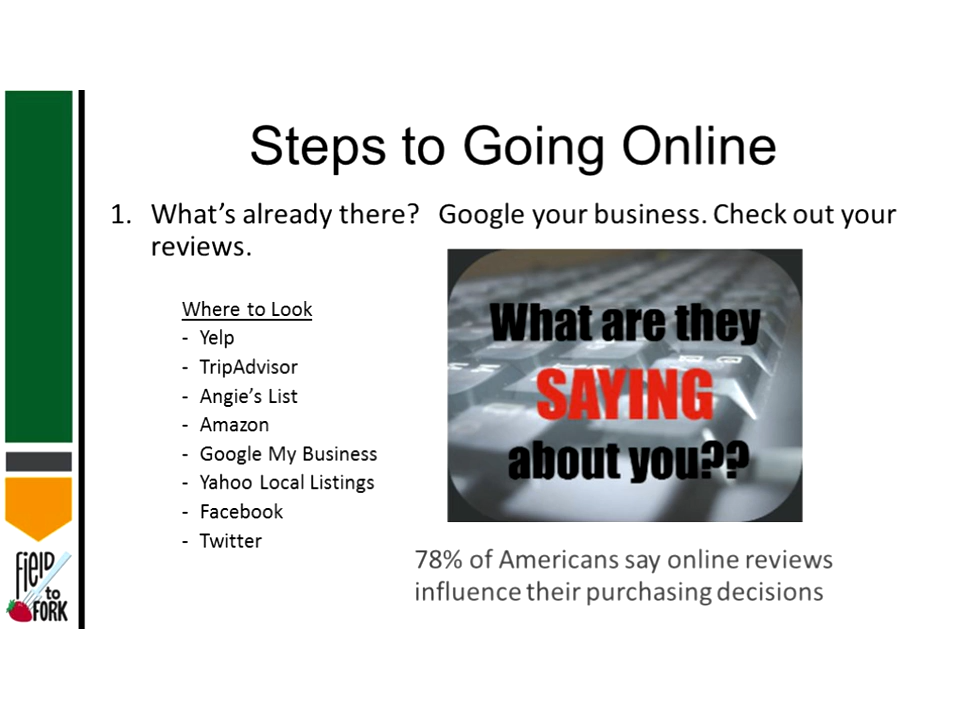 Steps to Going Online
1. What’s already there? Google your business. Check out your
reviews.
Where to Look
- Yelp
- TripAdvisor
- Angie’s List
- Amazon
- Google My Business
- Yahoo Local Listings
- Facebook
- Twitter
What are they
SAYING
about you??
78% of Americans say online reviews
influence their purchasing decisions
FiELD
to
FORK